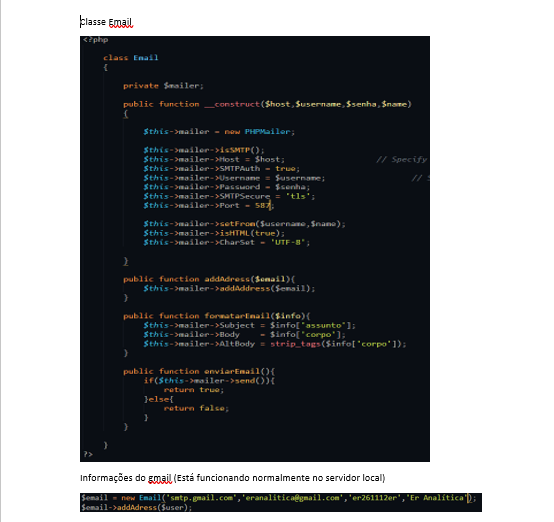 Classe Email
<?php
class Email
{
private $mailer;
public function __construct($host,$username,$senha,$name)
{
$this->mailer = new PHPMailer;
$this->mailer->isSMTP();
$this->mailer->Host = $host; // Specify
$this->mailer->SMTPAuth = true;
$this->mailer->Username = $username; //
$this->mailer->Password = $senha;
$this->mailer->SMTPSecure = 'tls';
$this->mailer->Port = 587;
$this->mailer->setFrom($username,$name);
$this->mailer->isHTML(true);
$this->mailer->CharSet = 'UTF-8';
}
public function addAdress($email){
$this->mailer->addAddress($email);
}
public function formatarEmail($info){
$this->mailer->Subject = $info['assunto'];
$this->mailer->Body = $info['corpo'];
$this->mailer->AltBody = strip_tags($info['corpo']);
}
public function enviarEmail(){
if($this->mailer->send()){
return true;
}else{
return false;
}
}
}
?>
Informações do gmail (Está funcionando normalmente no servidor local)
$email = new Email('smtp.gmail.com','eranalitica@gmail.com','er261112er','Er Analítica');
$email->addAdress($user);